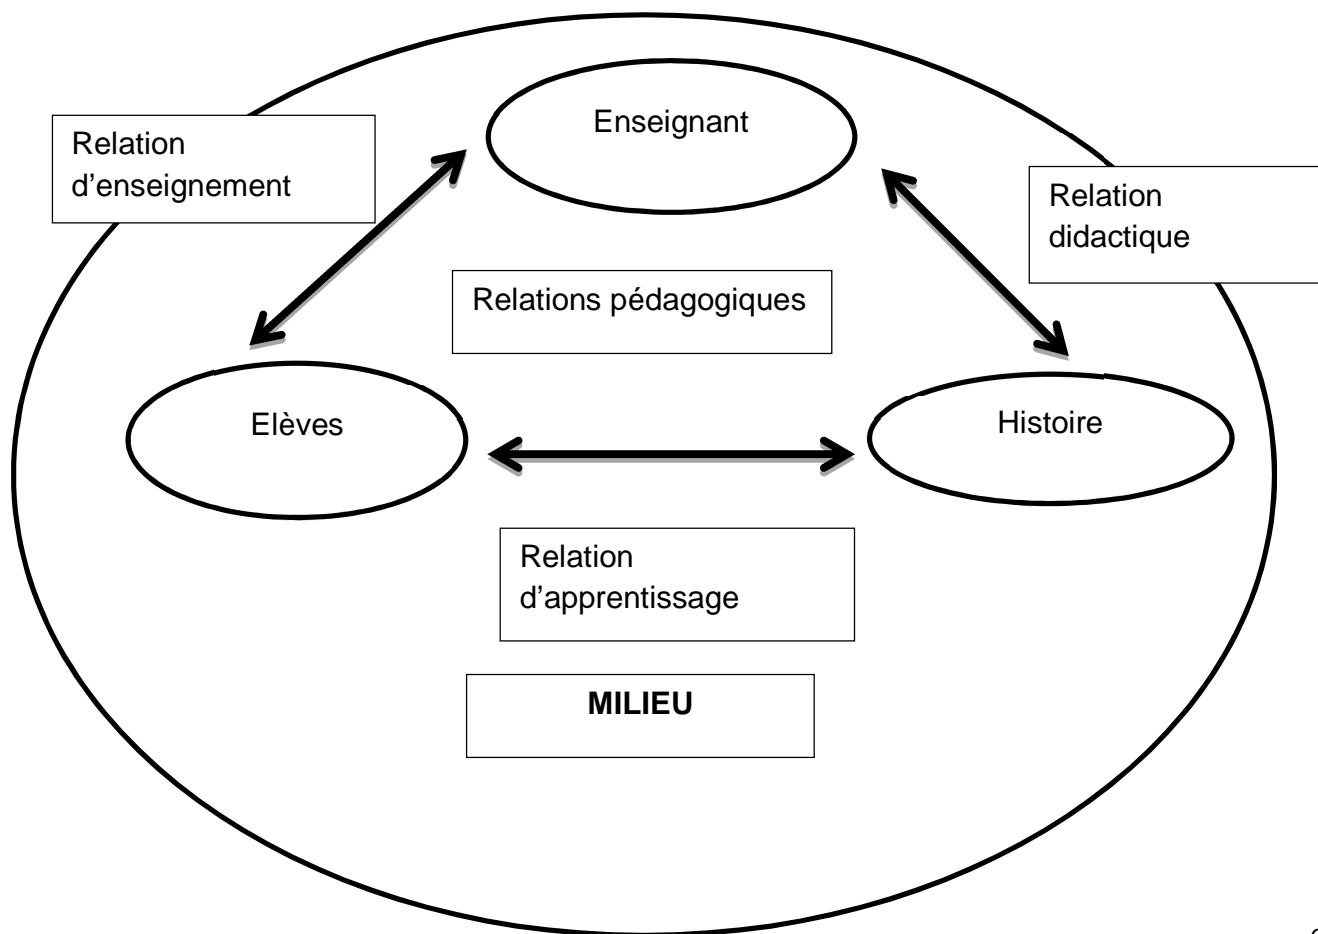 Enseignant
Relation
d’enseignement
Relation
didactique
Relations pédagogiques
Elèves
Histoire
Relation
d’apprentissage
MILIEU